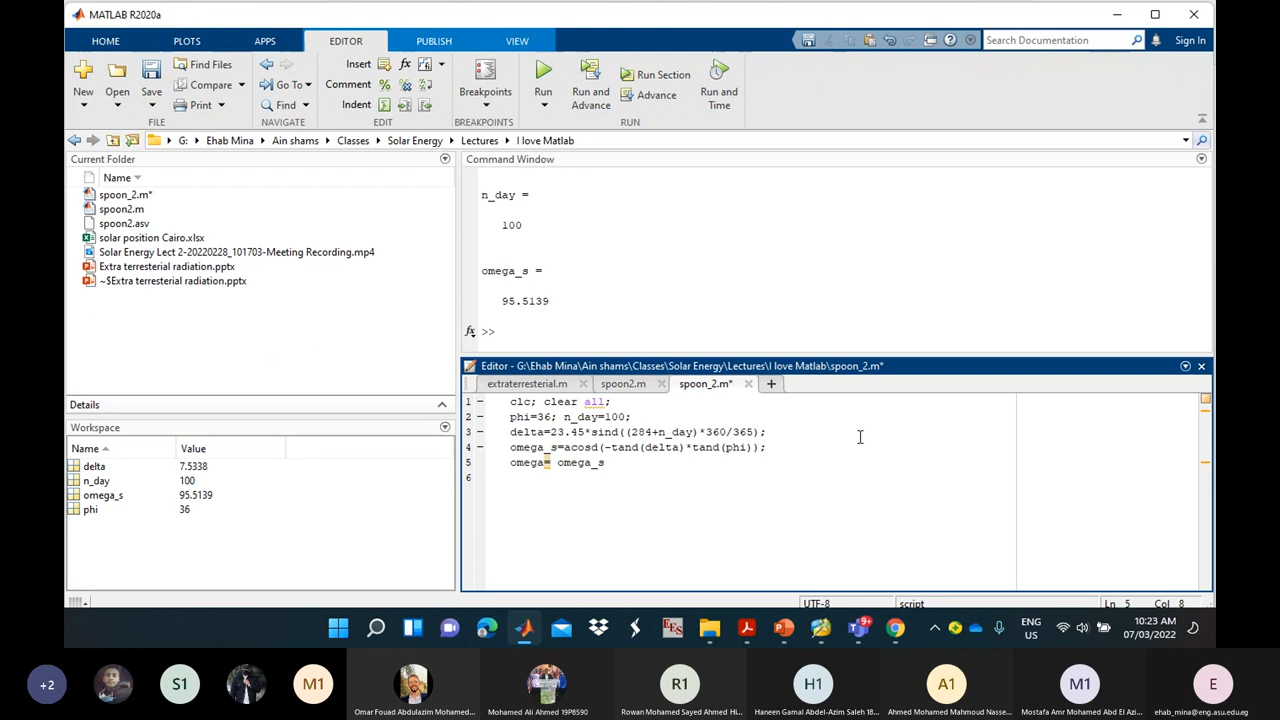 MATLAB R2020a
HOME PLOTS APPS EDITOR PUBLISH VIEW Search Documentation Sign In
New Open Save Find Files Compare Print Go To Find Insert fx Comment Indent Breakpoints Run Run and Advance Run Section Advance Run and Time
FILE NAVIGATE EDIT BREAKPOINTS RUN
G: Ehab Mina Ain shams Classes Solar Energy Lectures I love Matlab
Current Folder
Name
spoon_2.m*
spoon2.m
spoon2.asv
solar position Cairo.xlsx
Solar Energy Lect 2-20220228_101703-Meeting Recording.mp4
Extra terresterial radiation.pptx
~$Extra terresterial radiation.pptx
Details
Workspace
Name Value
delta 7.5338
n_day 100
omega_s 95.5139
phi 36
Command Window
n_day =
100
omega_s =
95.5139
fx >>
Editor - G:\Ehab Mina\Ain shams\Classes\Solar Energy\Lectures\I love Matlab\spoon_2.m*
extraterresterial.m spoon2.m spoon_2.m*
1 clc; clear all;
2 phi=36; n_day=100;
3 delta=23.45*sind((284+n_day)*360/365);
4 omega_s=acosd(-tand(delta)*tand(phi));
5 omega= omega_s
6
UTF-8 script Ln 5 Col 8
EES 9+ ENG US 10:23 AM 07/03/2022
+2 S1 M1 R1 H1 A1 M1 E
Omar Fouad Abdulazim Mohamed... Mohamed Ali Ahmed 19P8590 Rowan Mohamed Sayed Ahmed Hi... Haneen Gamal Abdel-Azim Salem 18... Ahmed Mohamed Mahmoud Nasse... Mostafa Amr Mohamed Abd El Azi... ehab_mina@eng.asu.edu.eg